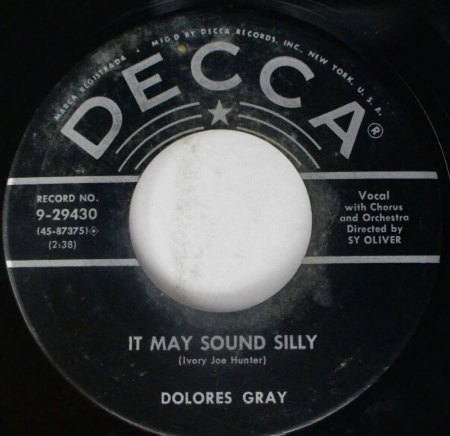 MARCA REGISTRADA • MFG'D BY DECCA RECORDS, INC., NEW YORK, U. S. A.
DECCA®
RECORD NO.
9-29430
(45-87375)
(2:38)
Vocal
with Chorus
and Orchestra
Directed by
SY OLIVER
IT MAY SOUND SILLY
(Ivory Joe Hunter)
DOLORES GRAY